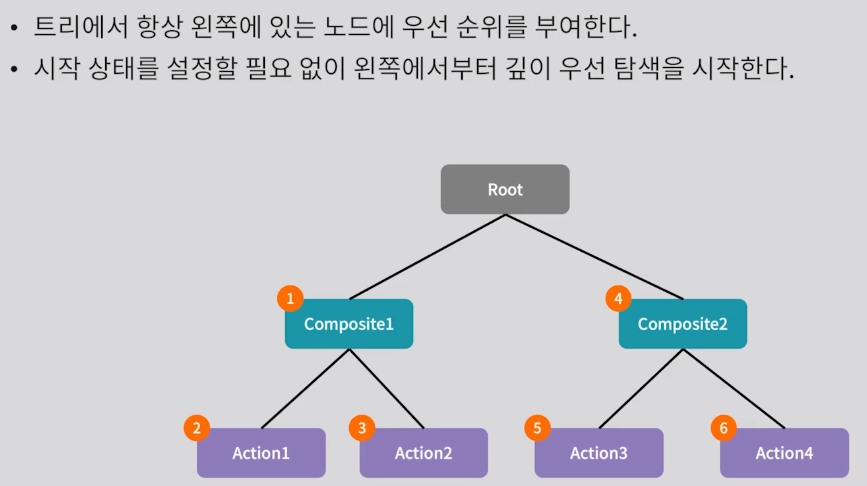 • 트리에서 항상 왼쪽에 있는 노드에 우선 순위를 부여한다.
• 시작 상태를 설정할 필요 없이 왼쪽에서부터 깊이 우선 탐색을 시작한다.
Root
1
Composite1
4
Composite2
2
Action1
3
Action2
5
Action3
6
Action4